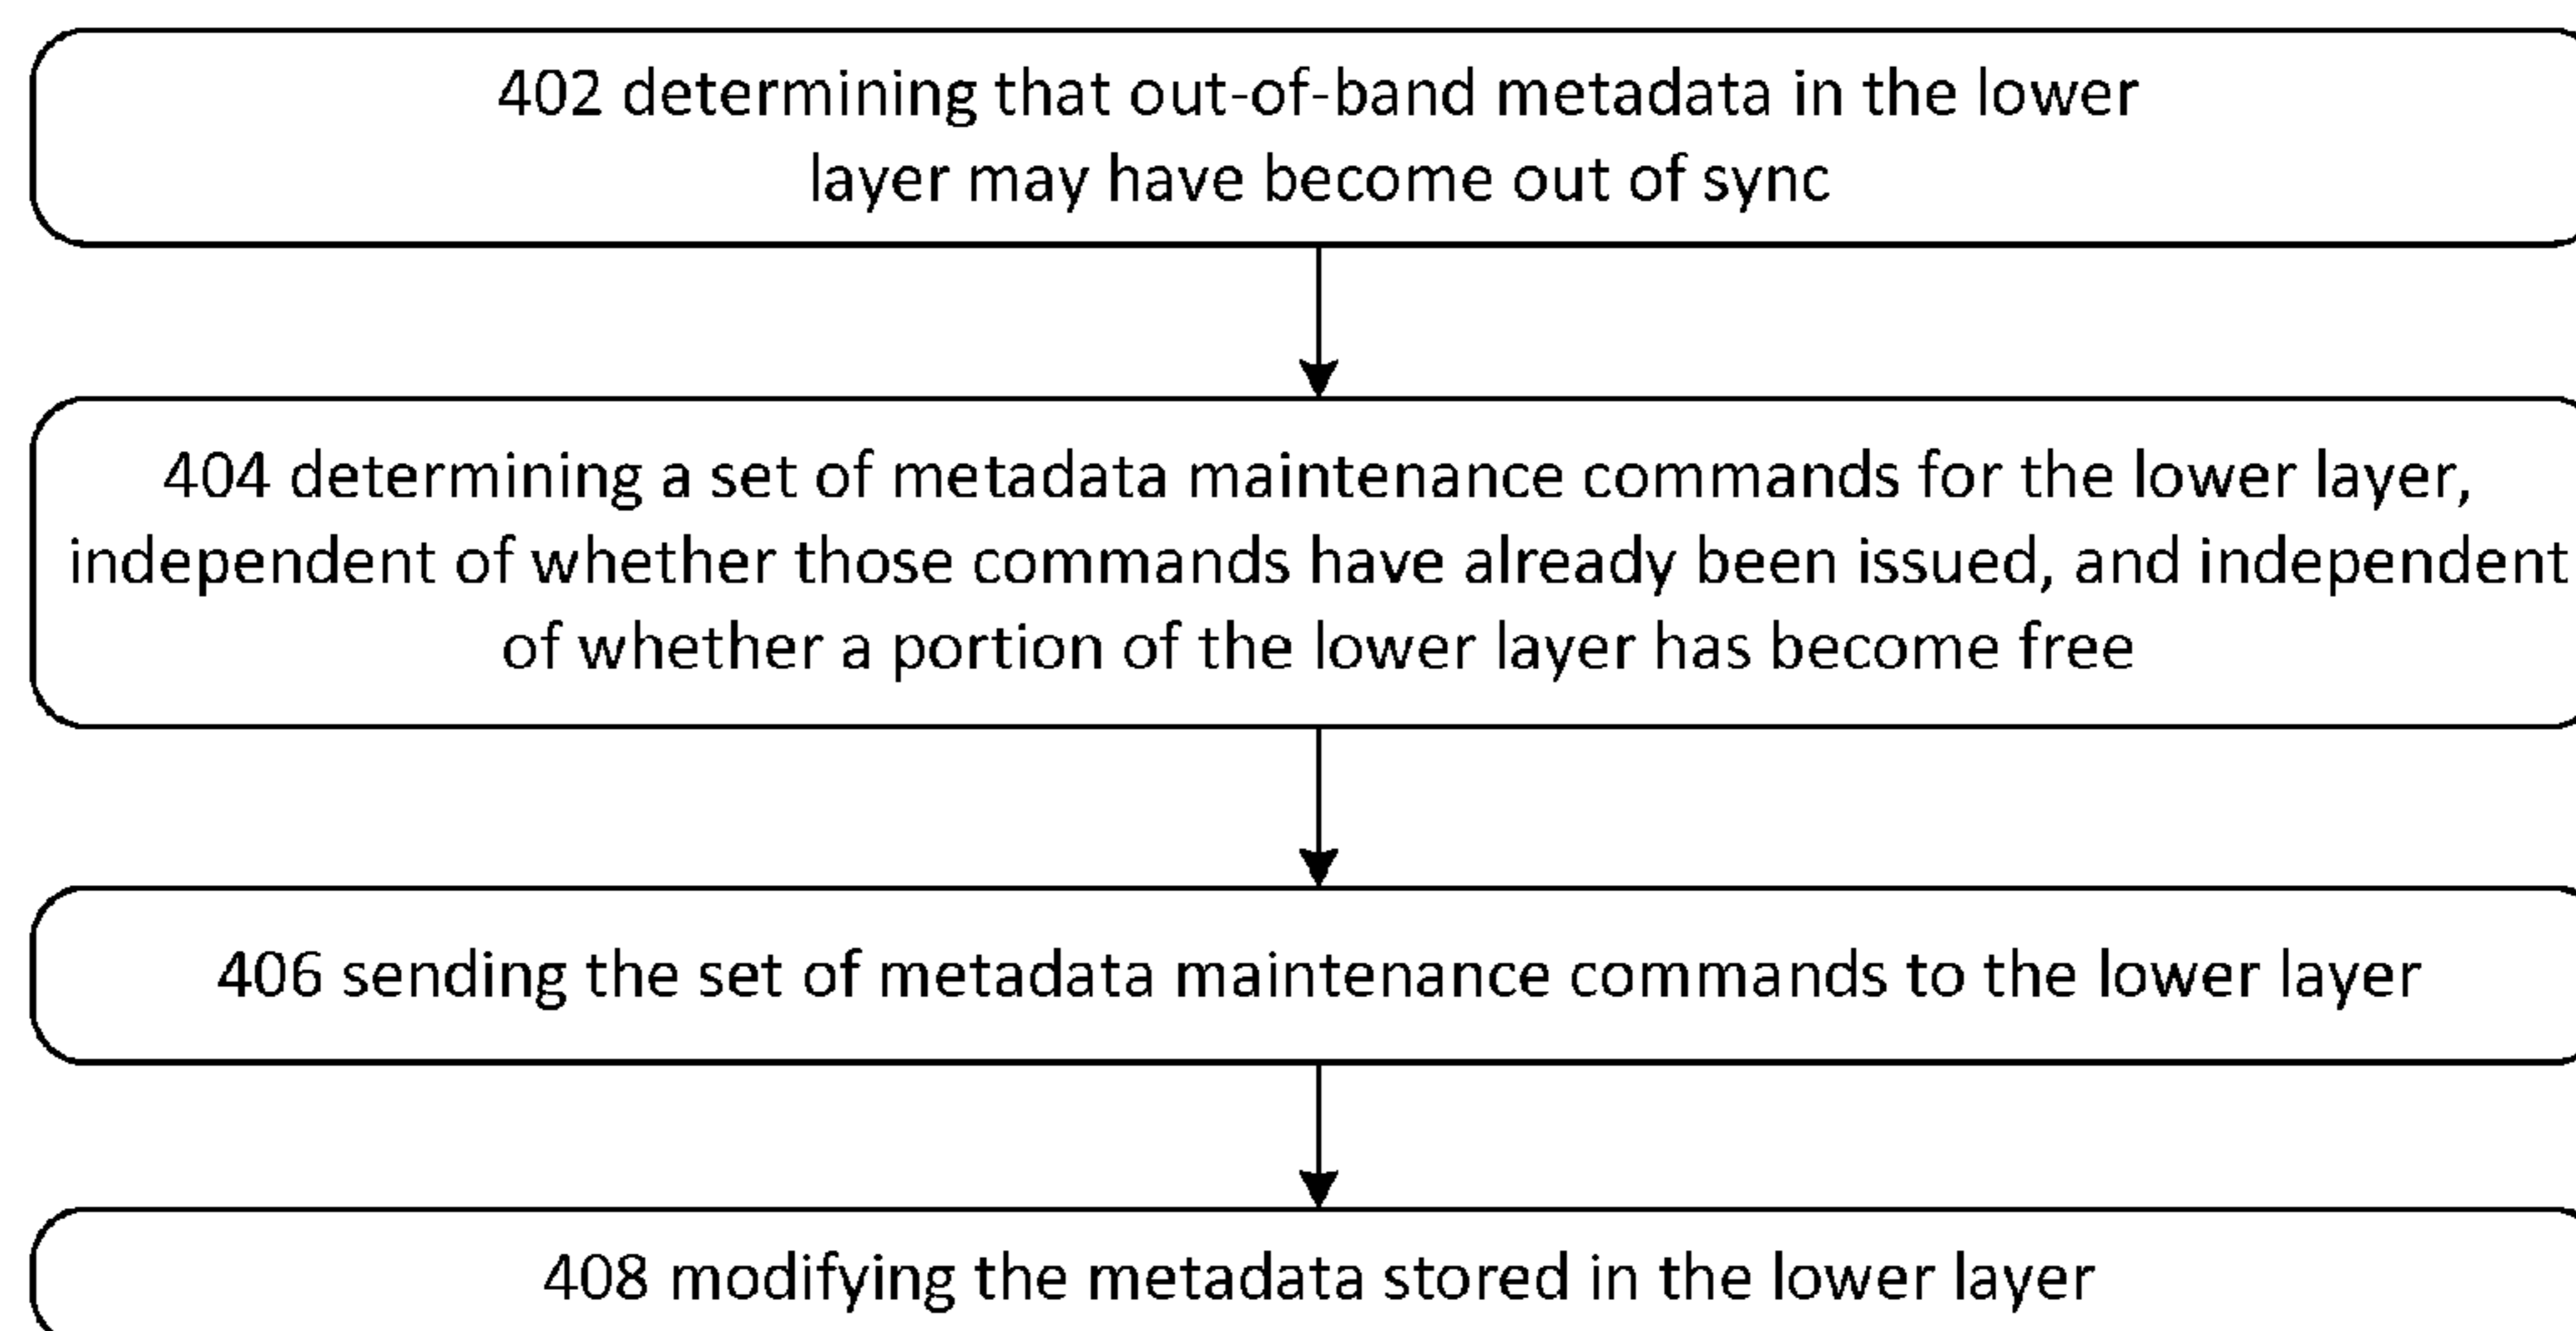 402 determining that out-of-band metadata in the lower
layer may have become out of sync
404 determining a set of metadata maintenance commands for the lower layer,
independent of whether those commands have already been issued, and independent
of whether a portion of the lower layer has become free
406 sending the set of metadata maintenance commands to the lower layer
408 modifying the metadata stored in the lower layer